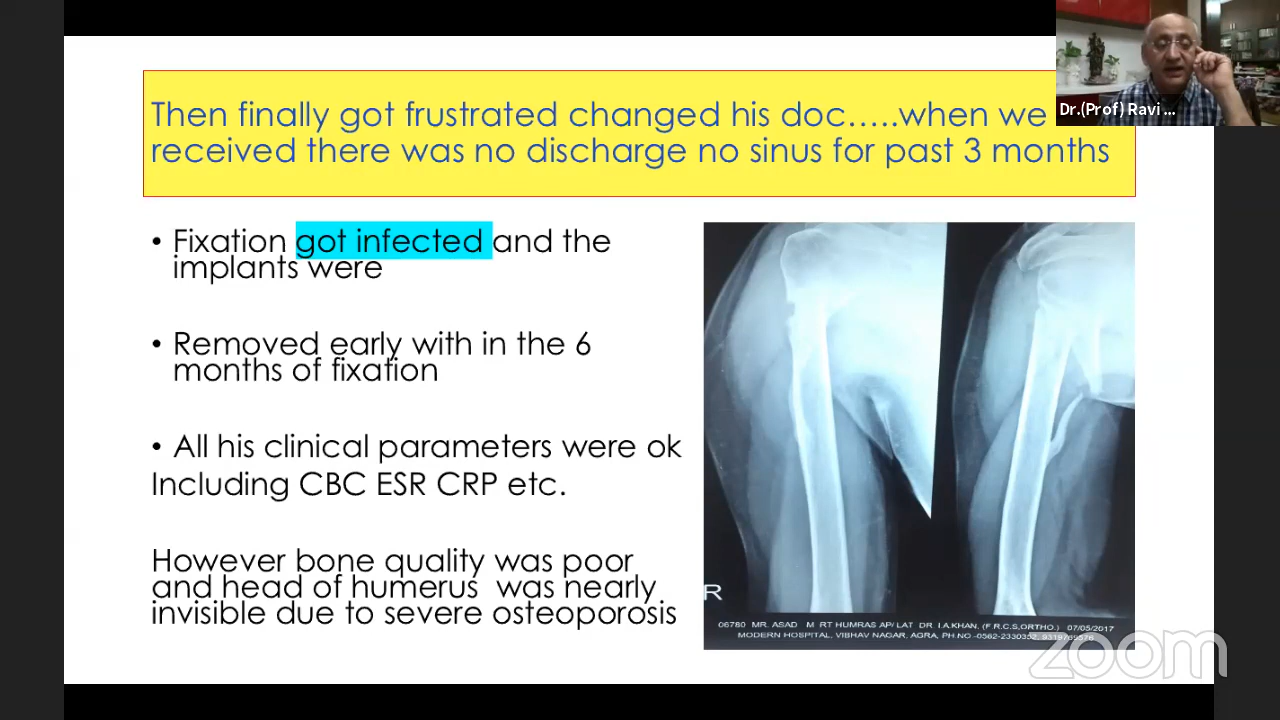 Then finally got frustrated changed his doc…..when we
received there was no discharge no sinus for past 3 months
Dr.(Prof) Ravi ...
• Fixation got infected and the
implants were
• Removed early with in the 6
months of fixation
• All his clinical parameters were ok
Including CBC ESR CRP etc.
However bone quality was poor
and head of humerus was nearly
invisible due to severe osteoporosis
R
06780 MR. ASAD M RT HUMRAS AP/ LAT DR. I.A.KHAN, (F.R.C.S,ORTHO.) 07/05/2017
MODERN HOSPITAL, VIBHAV NAGAR, AGRA, PH.NO -0562-2330352, 9319769576
zoom